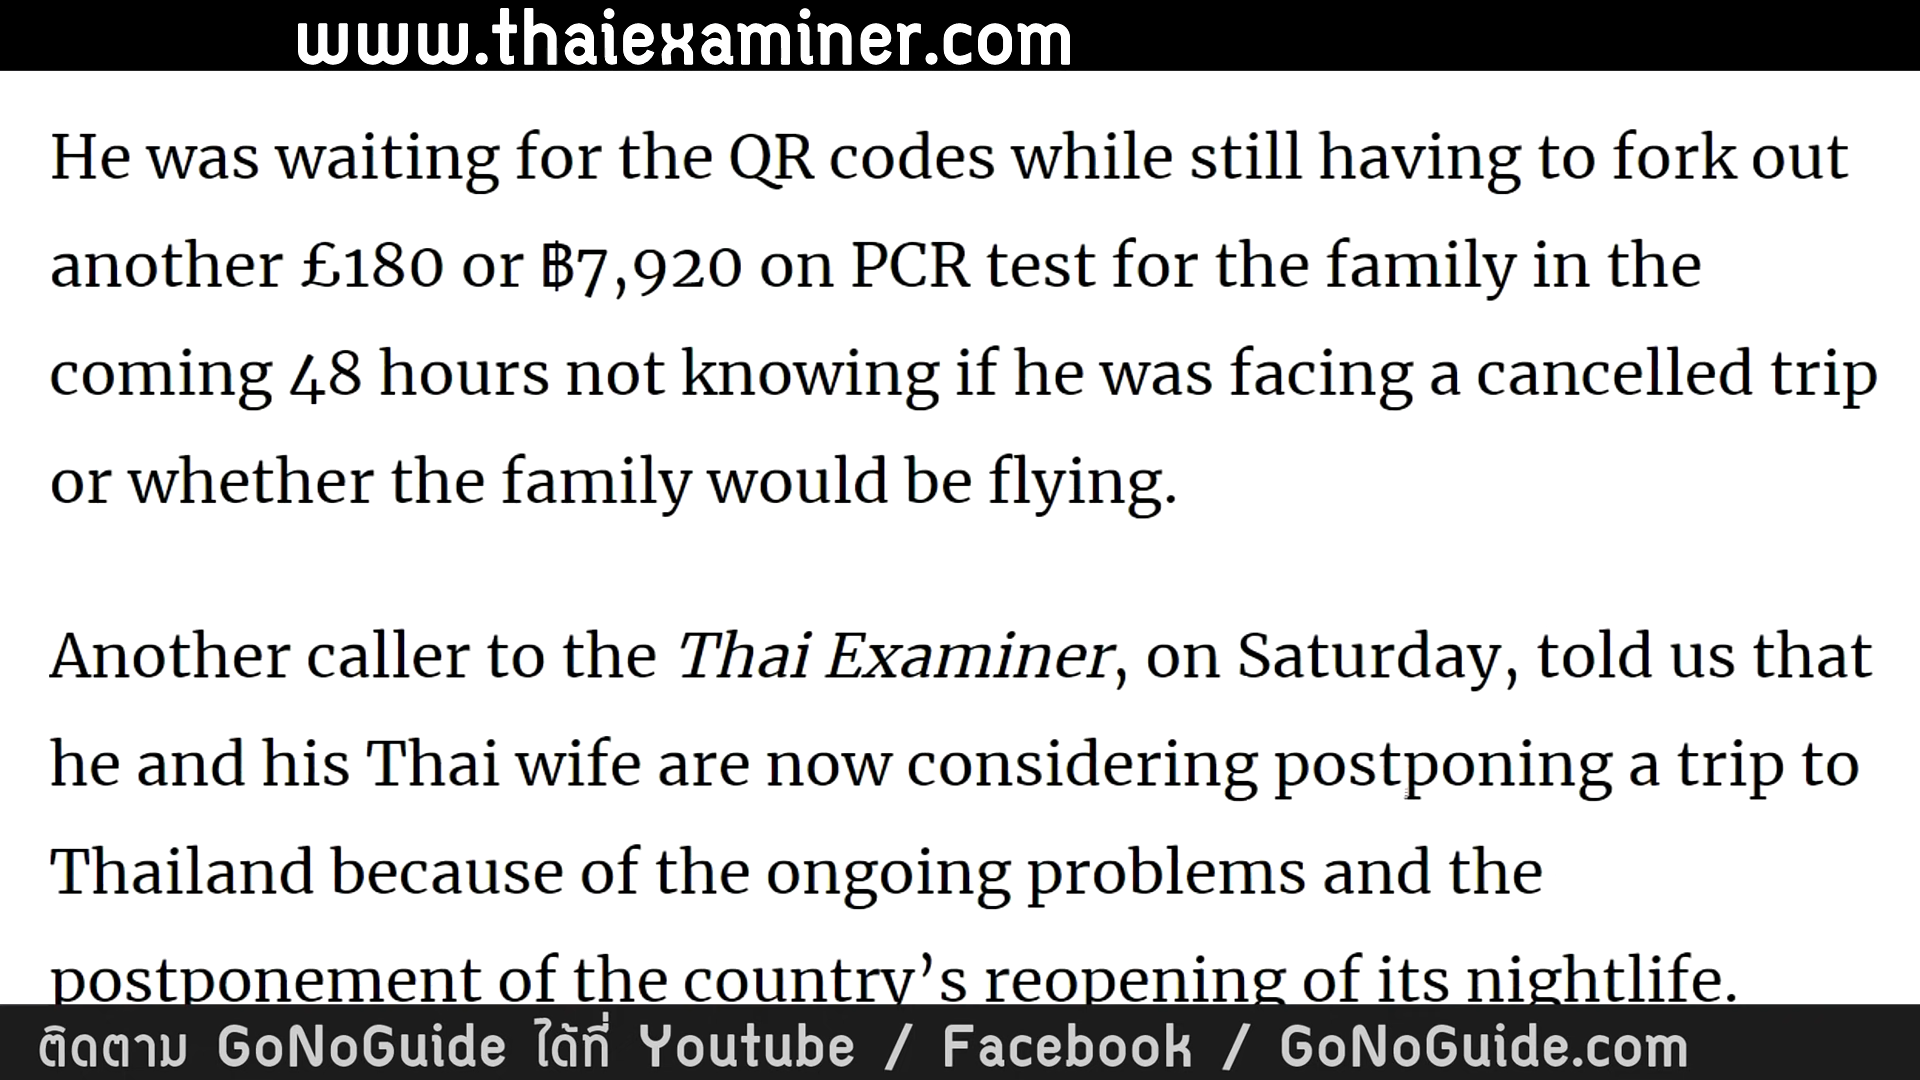 www.thaiexaminer.com
He was waiting for the QR codes while still having to fork out
another £180 or ฿7,920 on PCR test for the family in the
coming 48 hours not knowing if he was facing a cancelled trip
or whether the family would be flying.
Another caller to the Thai Examiner, on Saturday, told us that
he and his Thai wife are now considering postponing a trip to
Thailand because of the ongoing problems and the
postponement of the country’s reopening of its nightlife.
ติดตาม GoNoGuide ได้ที่ Youtube / Facebook / GoNoGuide.com